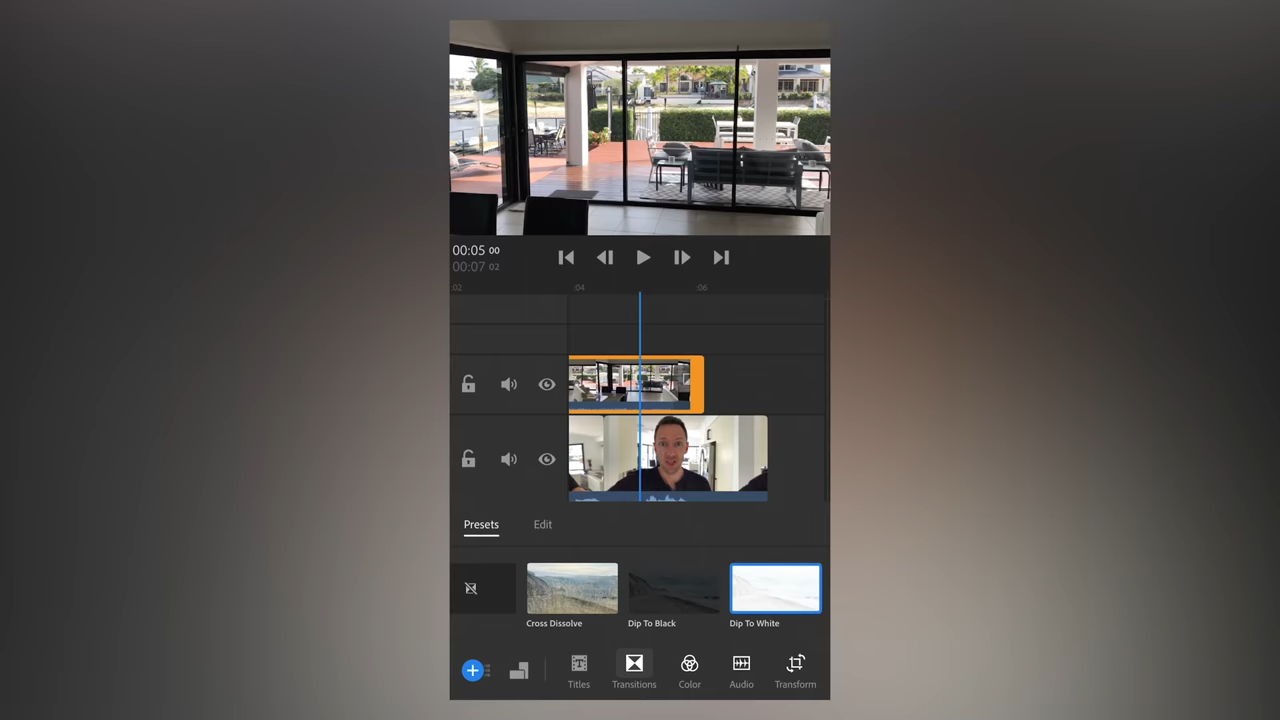 00:05 00
00:07 02
:02 :04 :06
Presets Edit
Cross Dissolve Dip To Black Dip To White
Titles Transitions Color Audio Transform